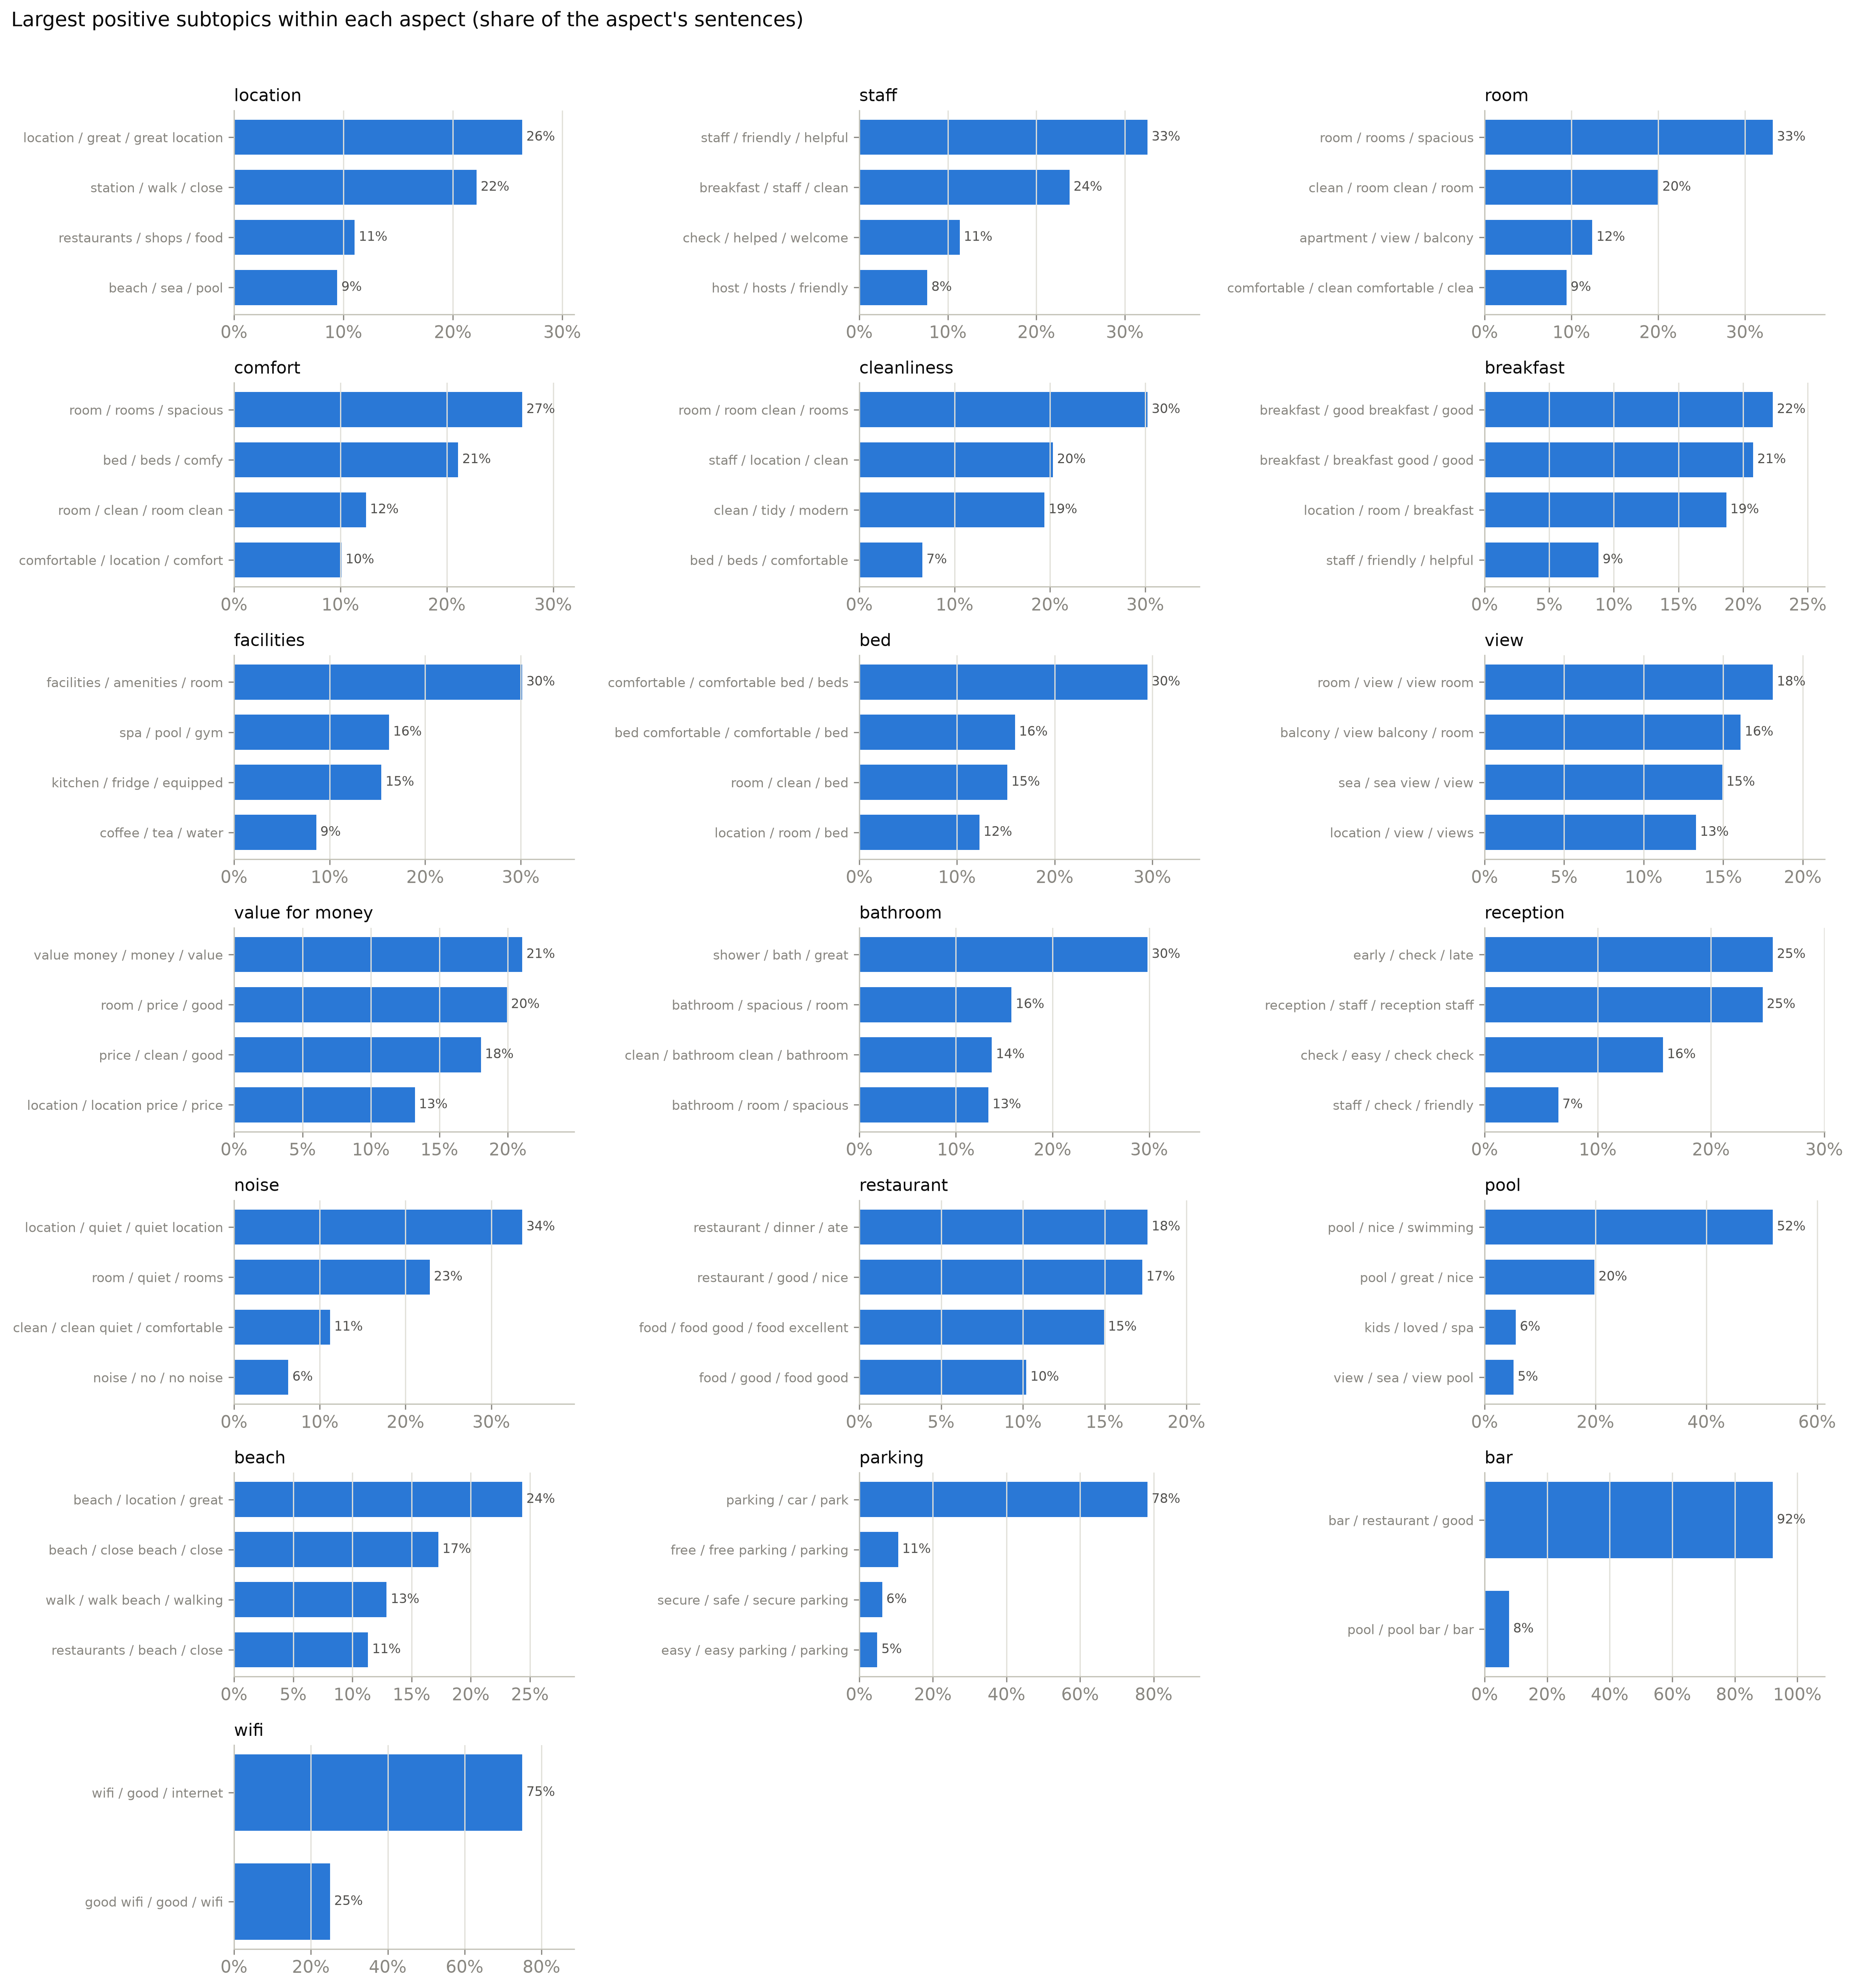 Largest positive subtopics within each aspect (share of the aspect's sentences)
location
location / great / great location 26%
station / walk / close 22%
restaurants / shops / food 11%
beach / sea / pool 9%
0% 10% 20% 30%
staff
staff / friendly / helpful 33%
breakfast / staff / clean 24%
check / helped / welcome 11%
host / hosts / friendly 8%
0% 10% 20% 30%
room
room / rooms / spacious 33%
clean / room clean / room 20%
apartment / view / balcony 12%
comfortable / clean comfortable / clea 9%
0% 10% 20% 30%
comfort
room / rooms / spacious 27%
bed / beds / comfy 21%
room / clean / room clean 12%
comfortable / location / comfort 10%
0% 10% 20% 30%
cleanliness
room / room clean / rooms 30%
staff / location / clean 20%
clean / tidy / modern 19%
bed / beds / comfortable 7%
0% 10% 20% 30%
breakfast
breakfast / good breakfast / good 22%
breakfast / breakfast good / good 21%
location / room / breakfast 19%
staff / friendly / helpful 9%
0% 5% 10% 15% 20% 25%
facilities
facilities / amenities / room 30%
spa / pool / gym 16%
kitchen / fridge / equipped 15%
coffee / tea / water 9%
0% 10% 20% 30%
bed
comfortable / comfortable bed / beds 30%
bed comfortable / comfortable / bed 16%
room / clean / bed 15%
location / room / bed 12%
0% 10% 20% 30%
view
room / view / view room 18%
balcony / view balcony / room 16%
sea / sea view / view 15%
location / view / views 13%
0% 5% 10% 15% 20%
value for money
value money / money / value 21%
room / price / good 20%
price / clean / good 18%
location / location price / price 13%
0% 5% 10% 15% 20%
bathroom
shower / bath / great 30%
bathroom / spacious / room 16%
clean / bathroom clean / bathroom 14%
bathroom / room / spacious 13%
0% 10% 20% 30%
reception
early / check / late 25%
reception / staff / reception staff 25%
check / easy / check check 16%
staff / check / friendly 7%
0% 10% 20% 30%
noise
location / quiet / quiet location 34%
room / quiet / rooms 23%
clean / clean quiet / comfortable 11%
noise / no / no noise 6%
0% 10% 20% 30%
restaurant
restaurant / dinner / ate 18%
restaurant / good / nice 17%
food / food good / food excellent 15%
food / good / food good 10%
0% 5% 10% 15% 20%
pool
pool / nice / swimming 52%
pool / great / nice 20%
kids / loved / spa 6%
view / sea / view pool 5%
0% 20% 40% 60%
beach
beach / location / great 24%
beach / close beach / close 17%
walk / walk beach / walking 13%
restaurants / beach / close 11%
0% 5% 10% 15% 20% 25%
parking
parking / car / park 78%
free / free parking / parking 11%
secure / safe / secure parking 6%
easy / easy parking / parking 5%
0% 20% 40% 60% 80%
bar
bar / restaurant / good 92%
pool / pool bar / bar 8%
0% 20% 40% 60% 80% 100%
wifi
wifi / good / internet 75%
good wifi / good / wifi 25%
0% 20% 40% 60% 80%